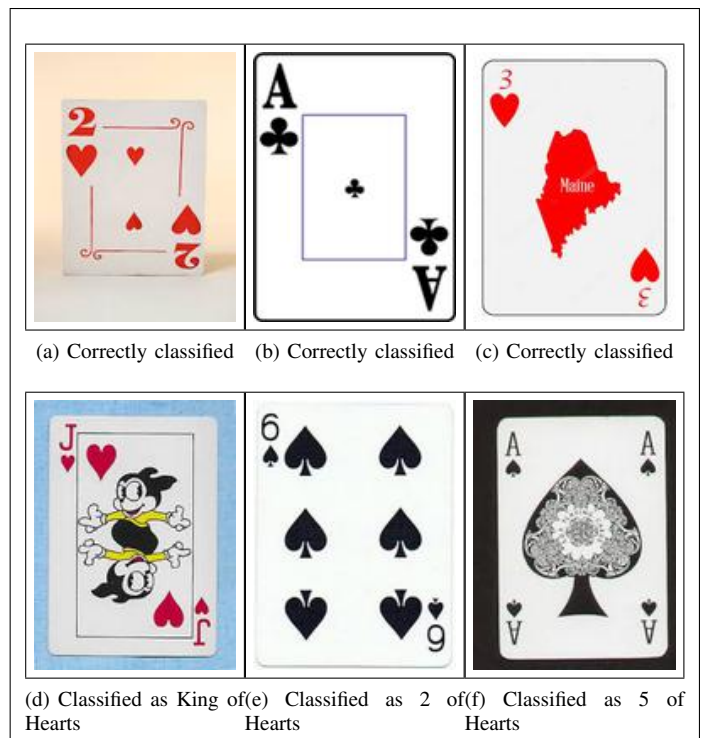 2
2
A
A
3
Maine
3
(a) Correctly classified (b) Correctly classified (c) Correctly classified
J
J
6
6
A A
A A
(d) Classified as King of (e) Classified as 2 of (f) Classified as 5 of
Hearts Hearts Hearts